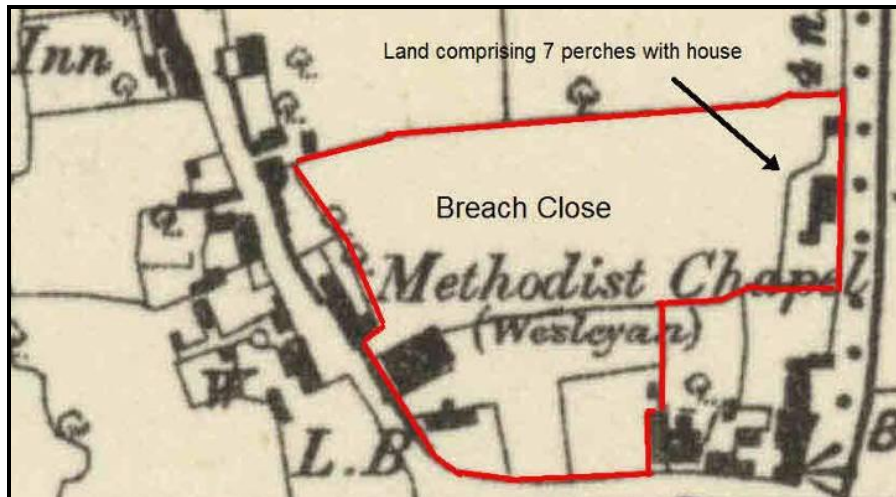 Inn
Land comprising 7 perches with house
Breach Close
Methodist Chapel
(Wesleyan)
W
L.B
B